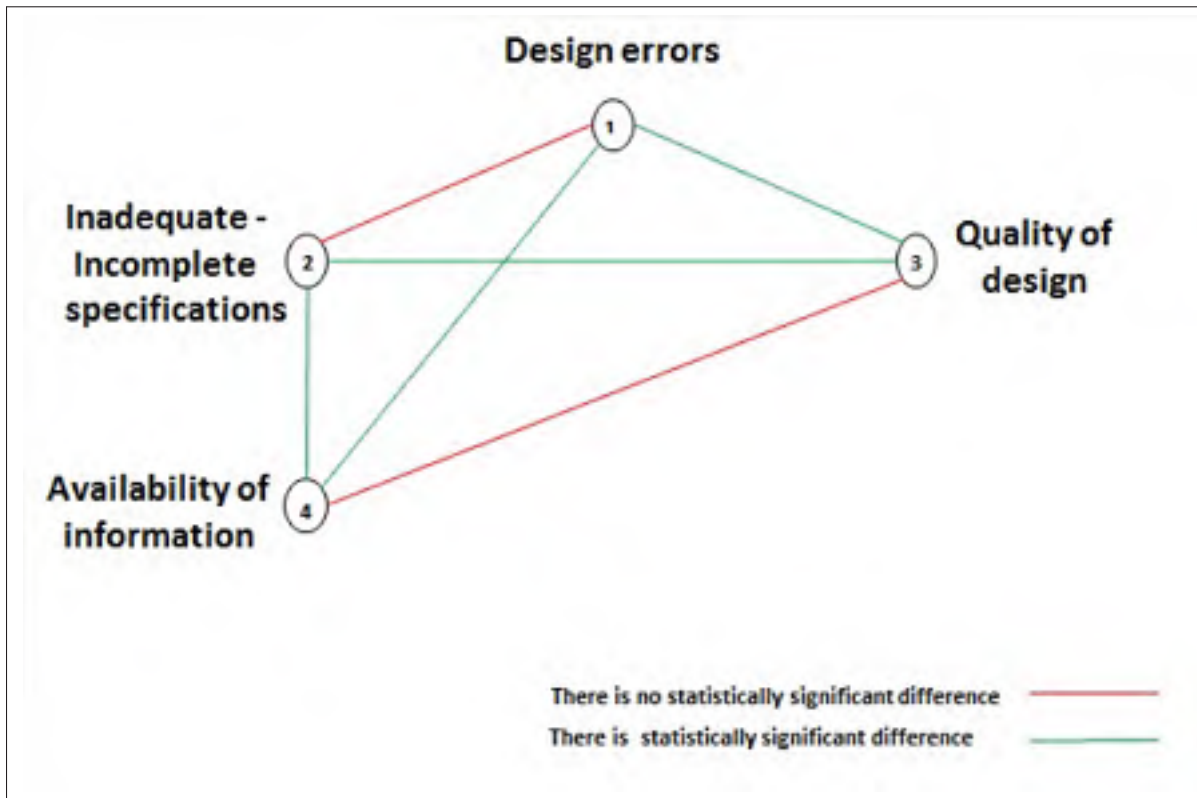 Design errors
1
Inadequate -
Incomplete
specifications
2
3
Quality of
design
Availability of
information
4
There is no statistically significant difference
There is statistically significant difference